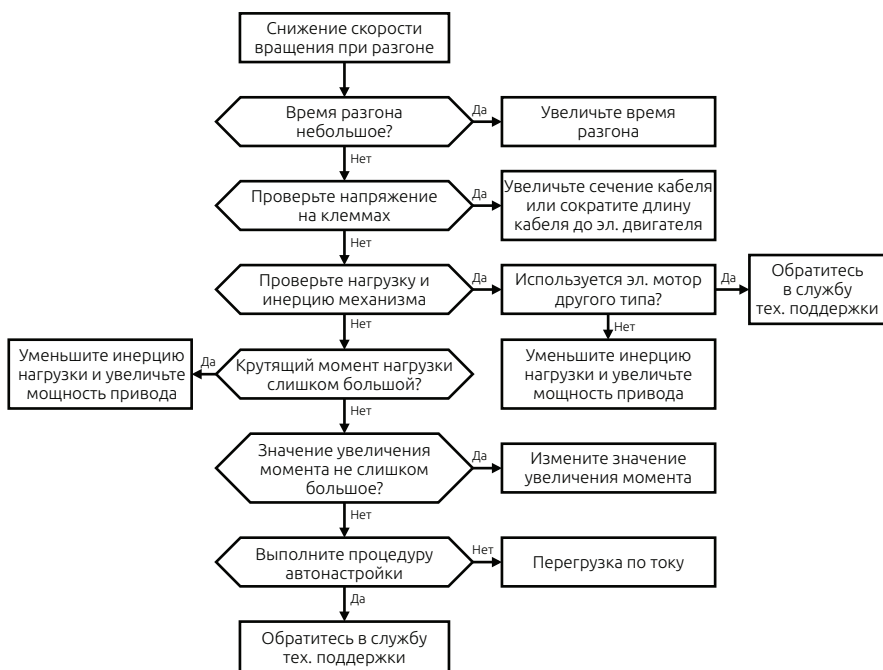 Снижение скорости
вращения при разгоне
Время разгона
небольшое?
Да
Увеличьте время
разгона
Нет
Проверьте напряжение
на клеммах
Да
Увеличьте сечение кабеля
или сократите длину
кабеля до эл. двигателя
Нет
Проверьте нагрузку и
инерцию механизма
Да
Используется эл. мотор
другого типа?
Да
Обратитесь
в службу
тех. поддержки
Нет
Нет
Уменьшите инерцию
нагрузки и увеличьте
мощность привода
Да
Крутящий момент нагрузки
слишком большой?
Уменьшите инерцию
нагрузки и увеличьте
мощность привода
Нет
Значение увеличения
момента не слишком
большое?
Да
Измените значение
увеличения момента
Нет
Выполните процедуру
автонастройки
Нет
Перегрузка по току
Да
Обратитесь в службу
тех. поддержки